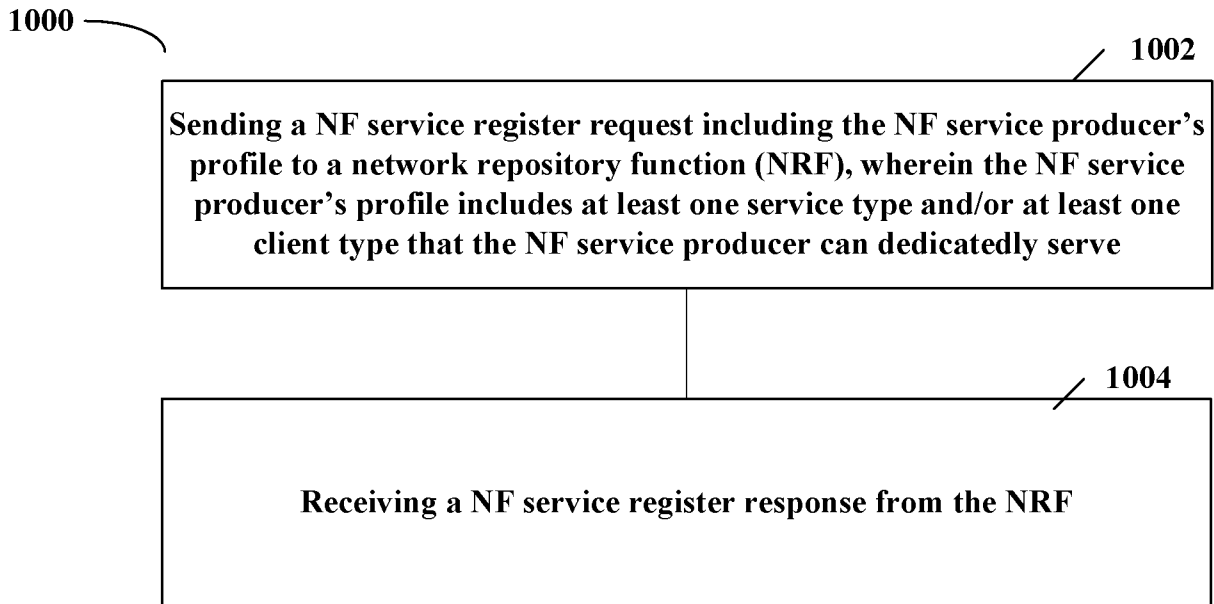 1000
1002
Sending a NF service register request including the NF service producer's
profile to a network repository function (NRF), wherein the NF service
producer's profile includes at least one service type and/or at least one
client type that the NF service producer can dedicatedly serve
1004
Receiving a NF service register response from the NRF